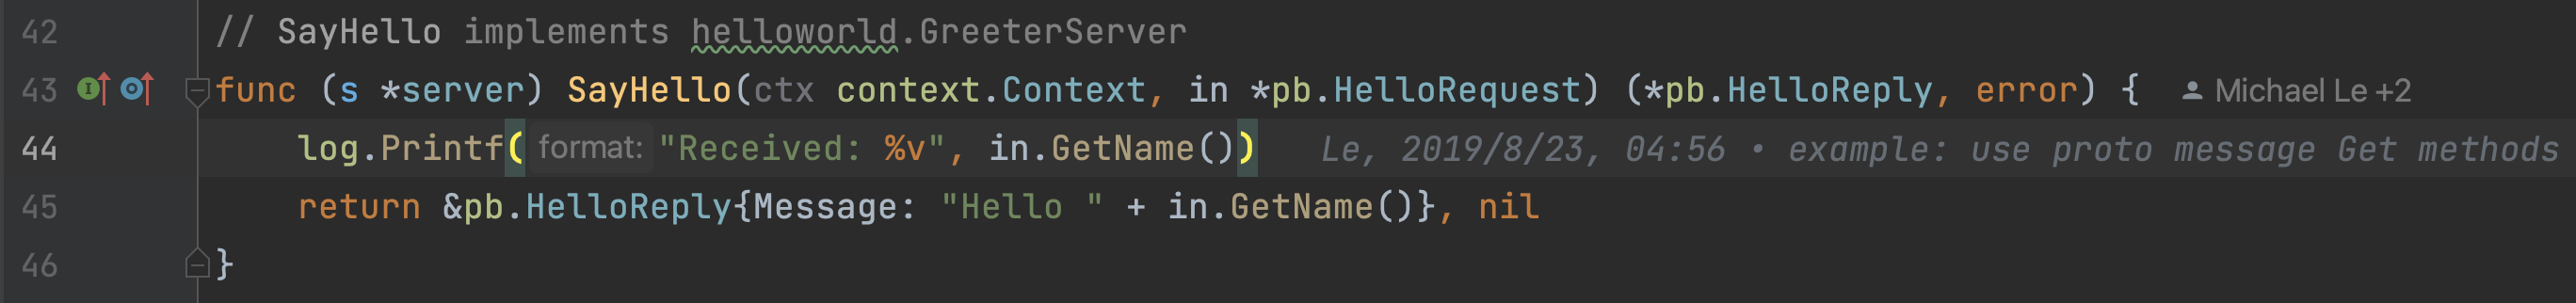 42 // SayHello implements helloworld.GreeterServer
43 func (s *server) SayHello(ctx context.Context, in *pb.HelloRequest) (*pb.HelloReply, error) { Michael Le +2
44 log.Printf( format: "Received: %v", in.GetName()) Le, 2019/8/23, 04:56 • example: use proto message Get methods
45 return &pb.HelloReply{Message: "Hello " + in.GetName()}, nil
46 }